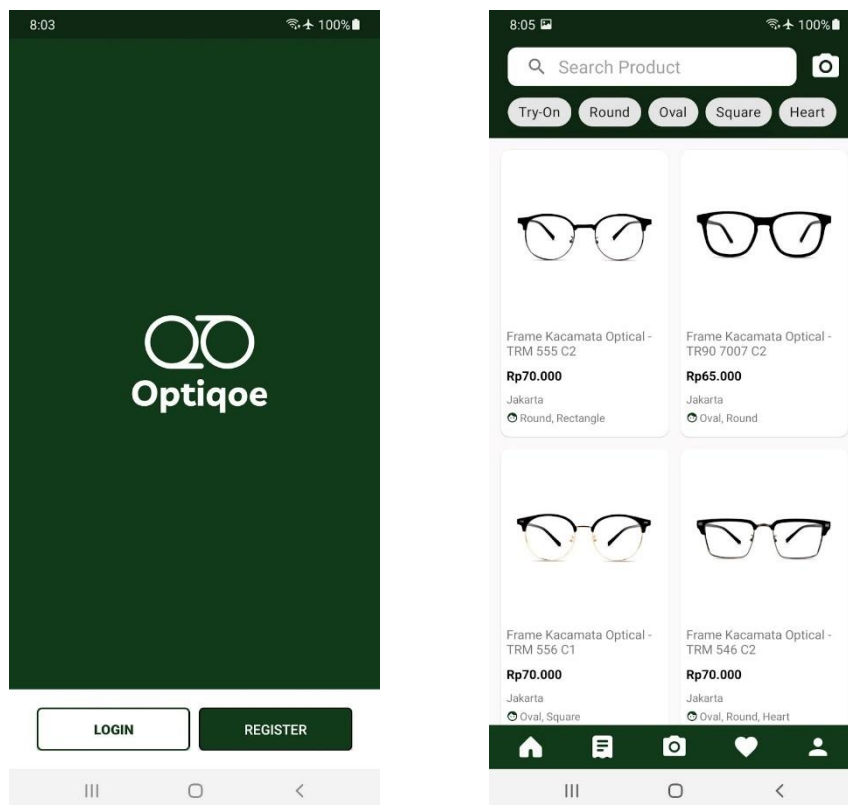 8:03
100%
Optiqoe
LOGIN
REGISTER
8:05
100%
Search Product
Try-On
Round
Oval
Square
Heart
Frame Kacamata Optical -
TRM 555 C2
Rp70.000
Jakarta
Round, Rectangle
Frame Kacamata Optical -
TR90 7007 C2
Rp65.000
Jakarta
Oval, Round
Frame Kacamata Optical -
TRM 556 C1
Rp70.000
Jakarta
Oval, Square
Frame Kacamata Optical -
TRM 546 C2
Rp70.000
Jakarta
Oval, Round, Heart